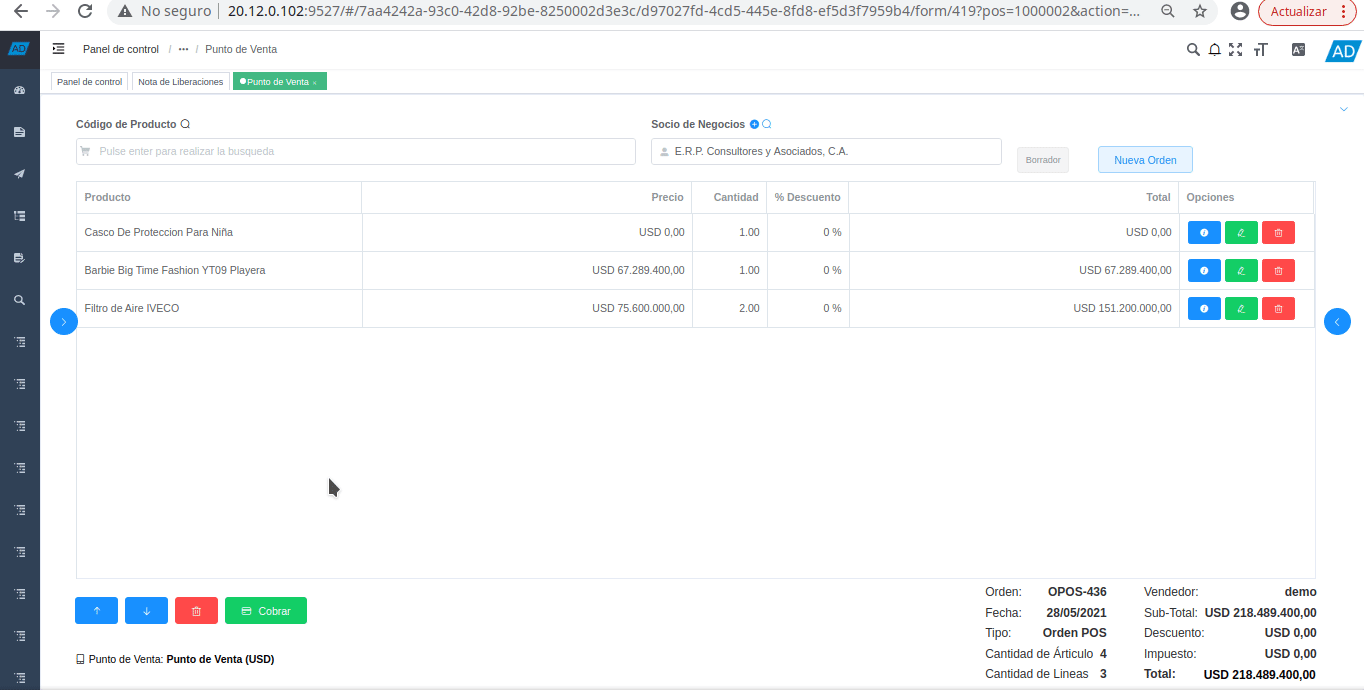 No seguro | 20.12.0.102:9527/#/7aa4242a-93c0-42d8-92be-8250002d3e3c/d97027fd-4cd5-445e-8fd8-ef5d3f7959b4/form/419?pos=1000002&action=... Actualizar
AD Panel de control / ••• / Punto de Venta AD
Panel de control Nota de Liberaciones Punto de Venta ×
Código de Producto Socio de Negocios
Pulse enter para realizar la busqueda E.R.P. Consultores y Asociados, C.A. Borrador Nueva Orden
Producto Precio Cantidad % Descuento Total Opciones
Casco De Proteccion Para Niña USD 0,00 1.00 0 % USD 0,00
Barbie Big Time Fashion YT09 Playera USD 67.289.400,00 1.00 0 % USD 67.289.400,00
Filtro de Aire IVECO USD 75.600.000,00 2.00 0 % USD 151.200.000,00
Cobrar
Punto de Venta: Punto de Venta (USD)
Orden: OPOS-436 Vendedor: demo
Fecha: 28/05/2021 Sub-Total: USD 218.489.400,00
Tipo: Orden POS Descuento: USD 0,00
Cantidad de Árticulo 4 Impuesto: USD 0,00
Cantidad de Lineas 3 Total: USD 218.489.400,00